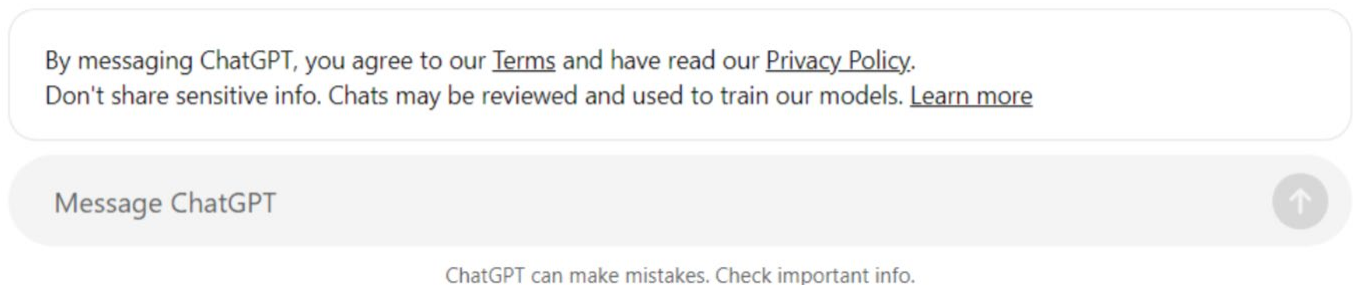 By messaging ChatGPT, you agree to our Terms and have read our Privacy Policy.
Don't share sensitive info. Chats may be reviewed and used to train our models. Learn more
Message ChatGPT
ChatGPT can make mistakes. Check important info.